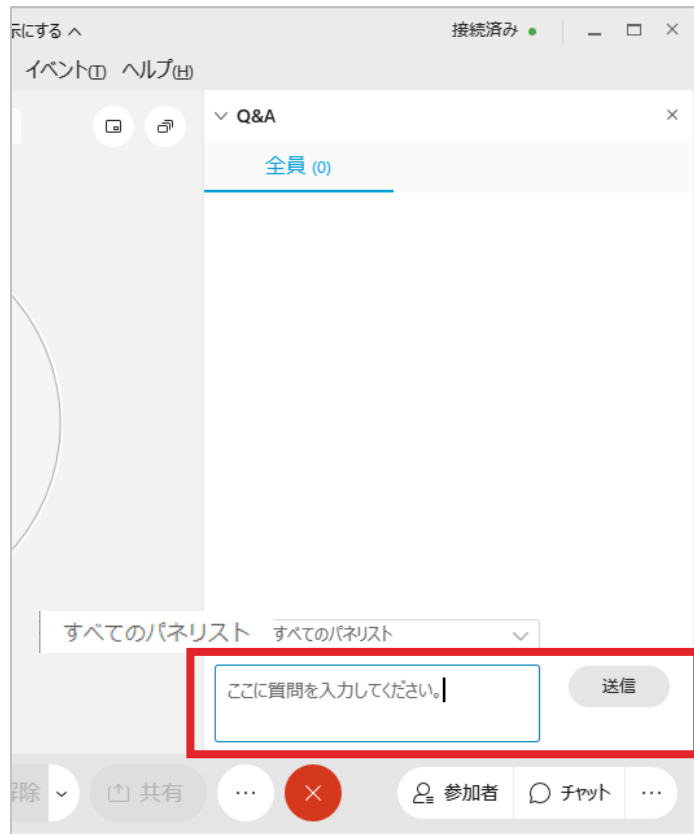 示にする
接続済み
イベント(T) ヘルプ(H)
Q&A
全員 (0)
すべてのパネリスト
すべてのパネリスト
ここに質問を入力してください。
送信
解除
共有
参加者
チャット